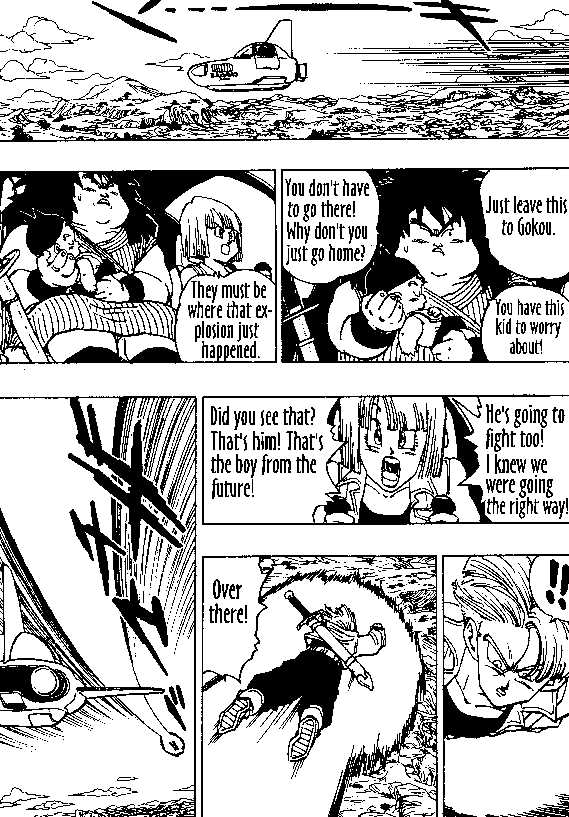 They must be
where that ex-
plosion just
happened.
You don't have
to go there!
Why don't you
just go home?
Just leave this
to Gokou.
You have this
kid to worry
about!
Did you see that?
That's him! That's
the boy from the
future!
He's going to
fight too!
I knew we
were going
the right way!
Over
there!
!!